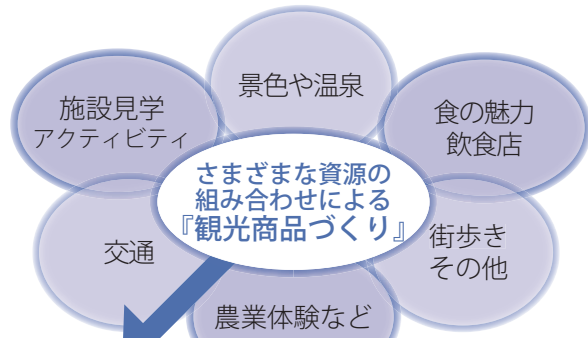 景色や温泉
施設見学
アクティビティ
食の魅力
飲食店
さまざまな資源の
組み合わせによる
『観光商品づくり』
交通
街歩き
その他
農業体験など